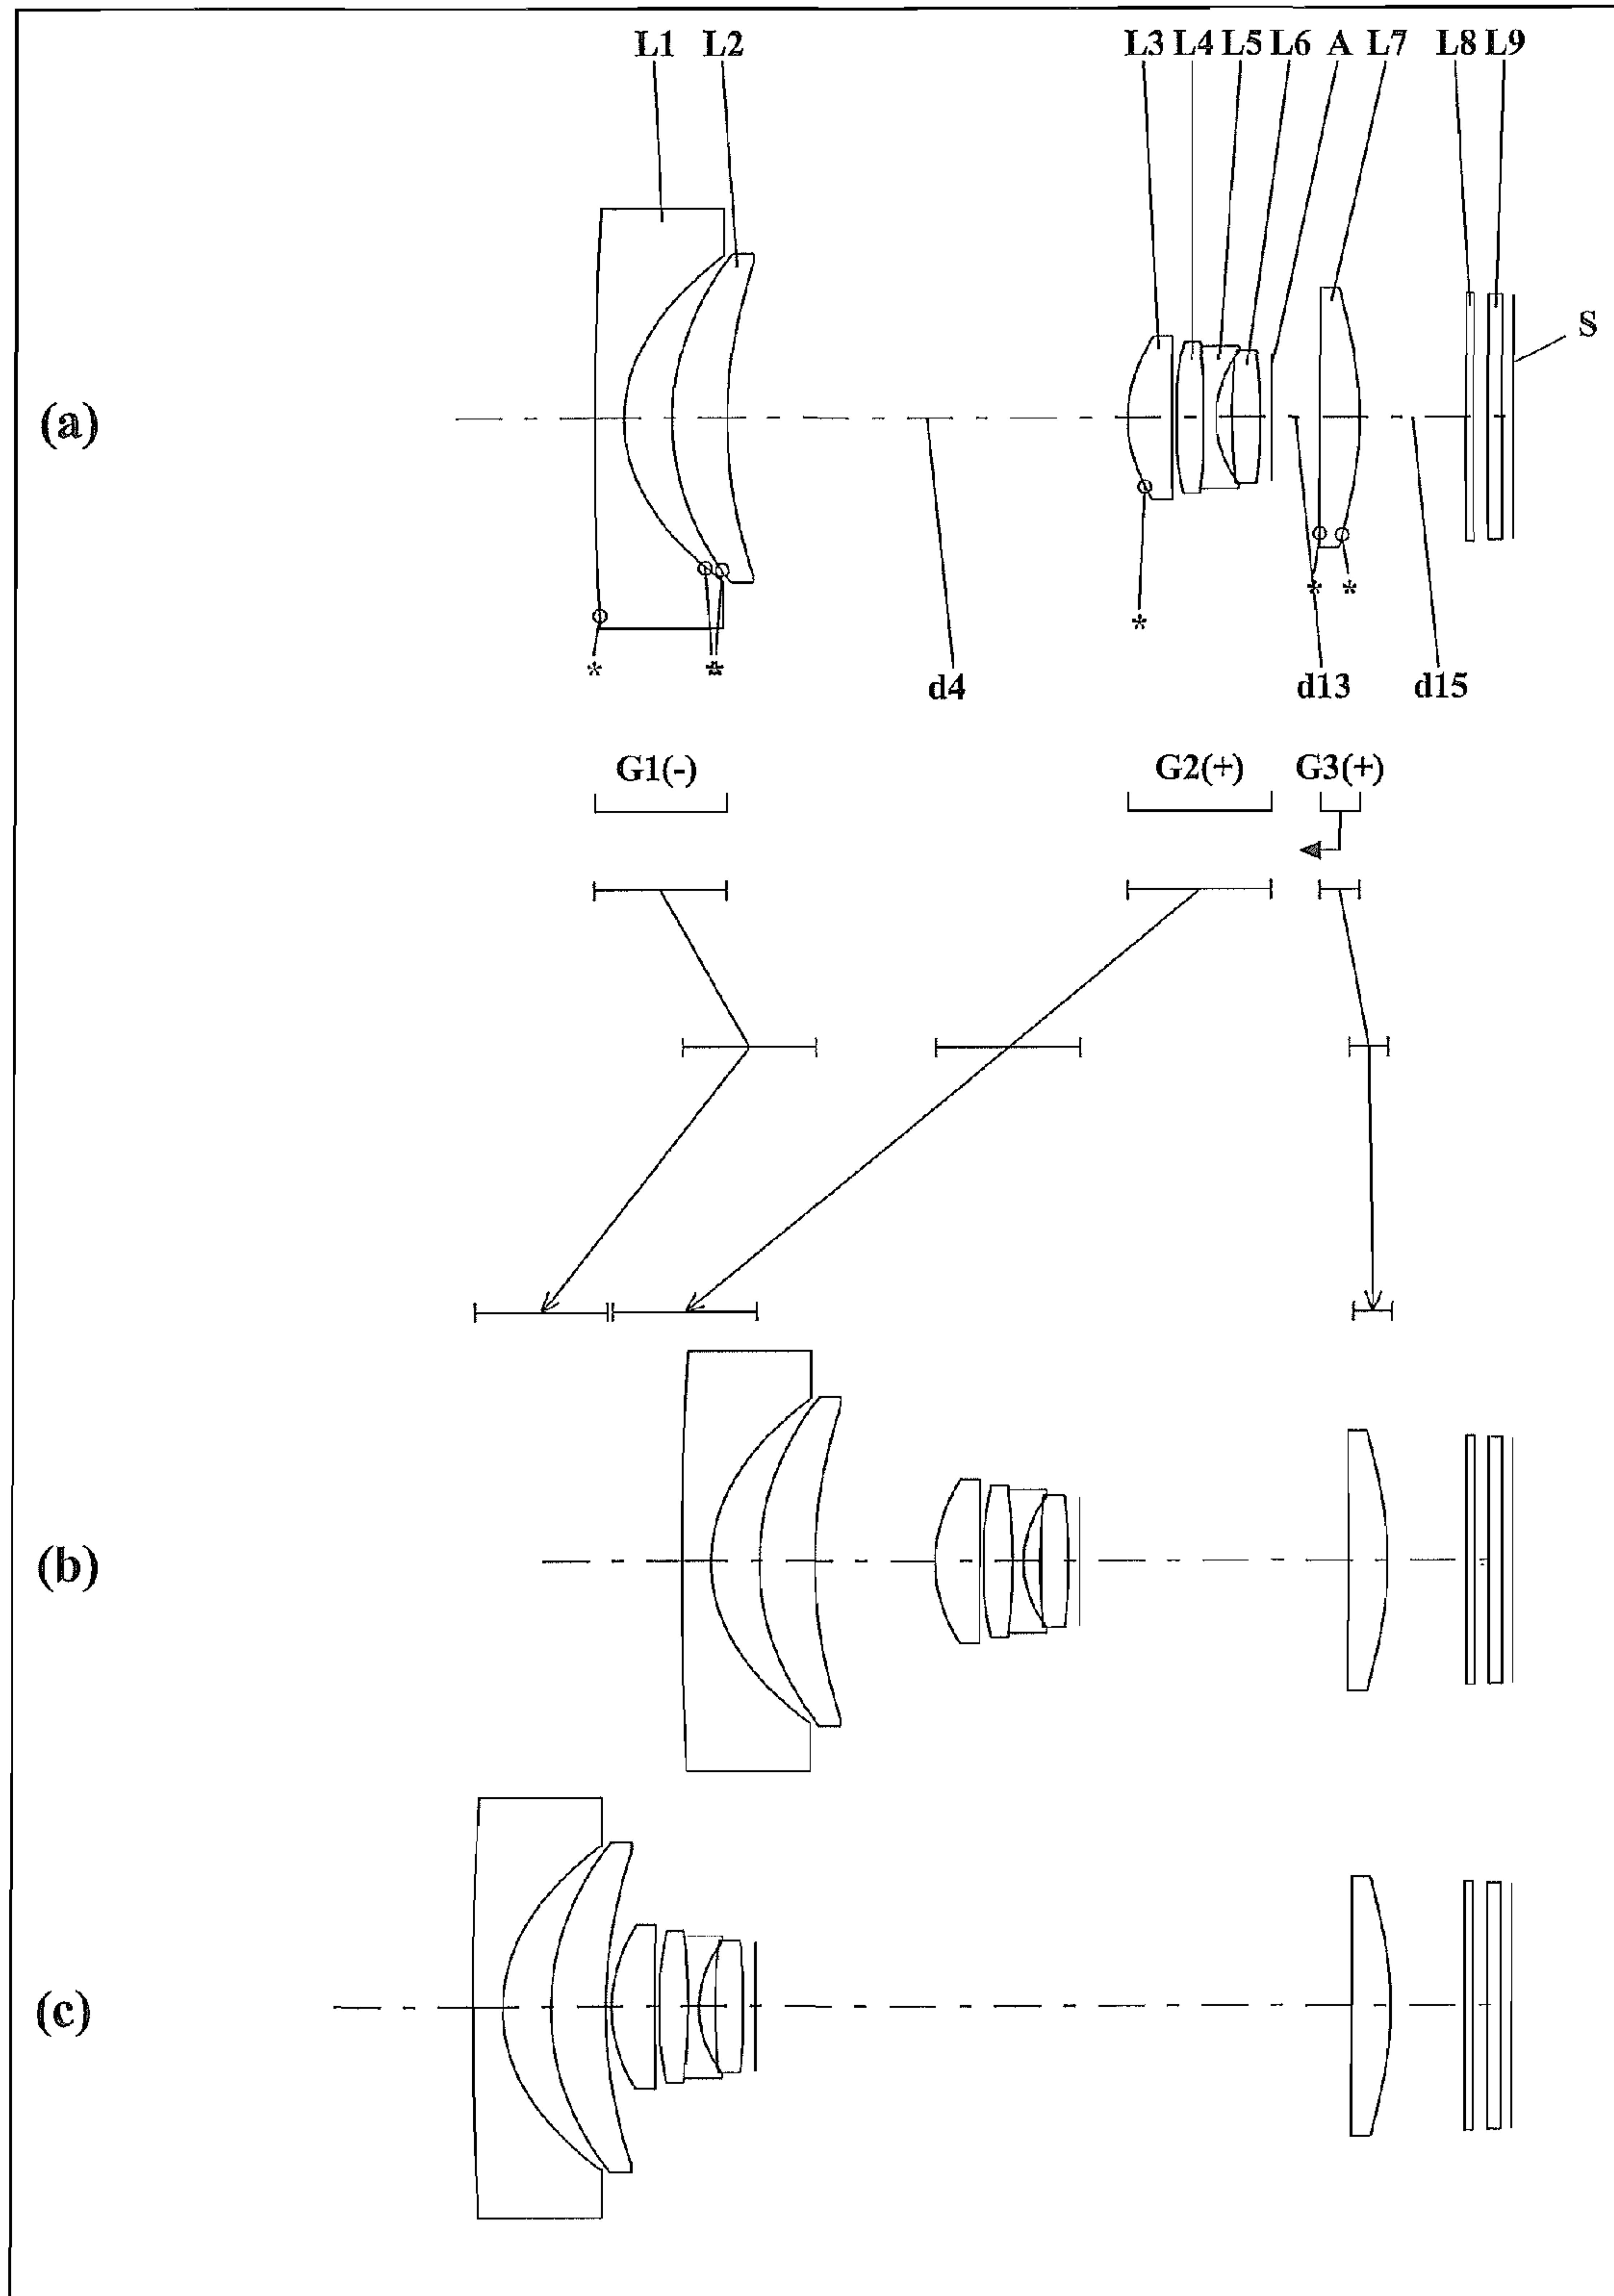 L1 L2 L3 L4 L5 L6 A L7 L8 L9
S
(a)
* * * * *
*
d4 d13 d15
G1(-) G2(+) G3(+)
(b)
(c)